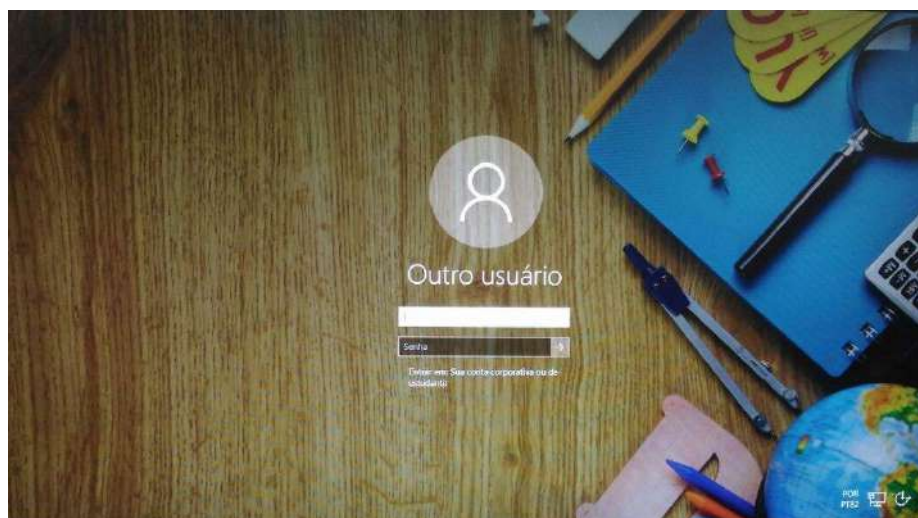 Outro usuário
Senha
Entrar em: Sua conta corporativa ou de
estudante
POR
PTB2